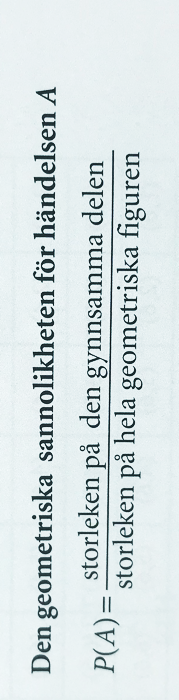 Den geometriska sannolikheten för händelsen A
P(A) = storleken på den gynnsamma delen
storleken på hela geometriska figuren